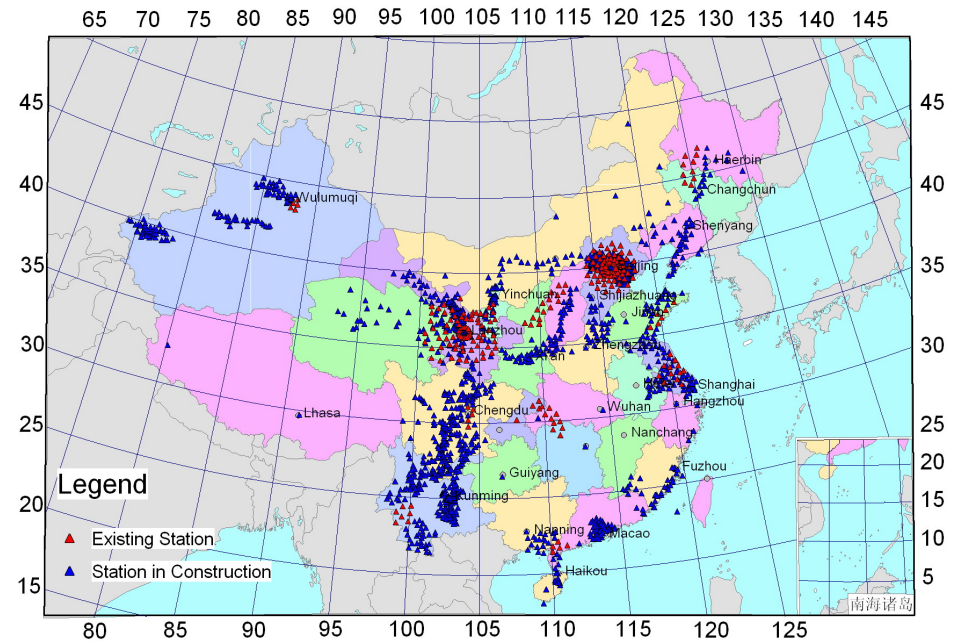 65 70 75 80 85 90 95 100 105 110 115 120 125 130 135 140 145
45 45
Haerbin
40 Wulumuqi Changchun 40
Shenyang
35 jing 35
Yinchuan Shijiazhuang
Jinan
30 Lanzhou Zhengzhou 30
Xi'an
Shanghai
Lhasa Chengdu Wuhan Hangzhou
25 25
Nanchang
Guiyang Fuzhou 20
Legend
20 Kunming 15
Existing Station Nanning Macao 10
Station in Construction Haikou 5
15 南海诸岛
80 85 90 95 100 105 110 115 120 125